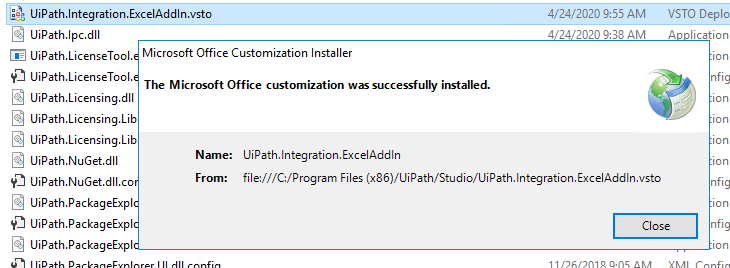 UiPath.Integration.ExcelAddIn.vsto 4/24/2020 9:55 AM VSTO Deplo
UiPath.Ipc.dll 4/24/2020 9:38 AM Application
UiPath.LicenseTool.e
Microsoft Office Customization Installer
UiPath.LicenseTool.e
The Microsoft Office customization was successfully installed.
UiPath.Licensing.dll
UiPath.Licensing.Lib
UiPath.Licensing.Lib
Name: UiPath.Integration.ExcelAddIn
UiPath.NuGet.dll
From: file:///C:/Program Files (x86)/UiPath/Studio/UiPath.Integration.ExcelAddIn.vsto
UiPath.NuGet.dll.cor
UiPath.PackageExplo
UiPath.PackageExplo
Close
UiPath.PackageExplo
UiPath.PackageExplorer.UI.dll.config 11/26/2018 9:05 AM XML Config